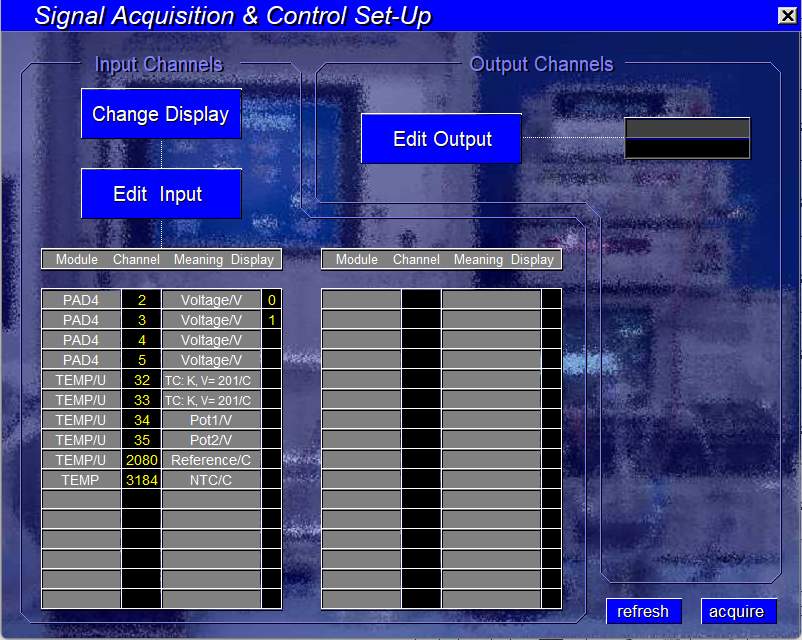 Signal Acquisition & Control Set-Up
Input Channels
Output Channels
Change Display
Edit Output
Edit Input
Module Channel Meaning Display
Module Channel Meaning Display
PAD4 2 Voltage/V 0
PAD4 3 Voltage/V 1
PAD4 4 Voltage/V
PAD4 5 Voltage/V
TEMP/U 32 TC: K, V= 201/C
TEMP/U 33 TC: K, V= 201/C
TEMP/U 34 Pot1/V
TEMP/U 35 Pot2/V
TEMP/U 2080 Reference/C
TEMP 3184 NTC/C
refresh
acquire